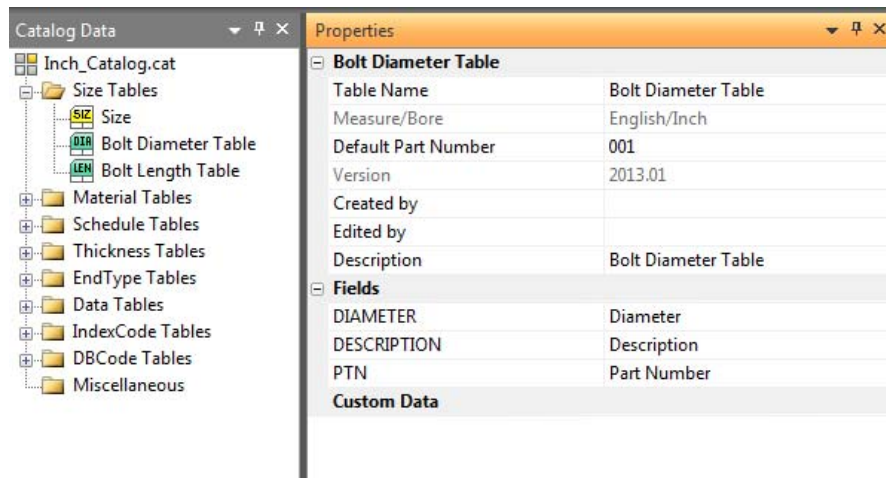 Catalog Data
Inch_Catalog.cat
Size Tables
SIZ Size
DIA Bolt Diameter Table
LEN Bolt Length Table
Material Tables
Schedule Tables
Thickness Tables
EndType Tables
Data Tables
IndexCode Tables
DBCode Tables
Miscellaneous
Properties
Bolt Diameter Table
Table Name Bolt Diameter Table
Measure/Bore English/Inch
Default Part Number 001
Version 2013.01
Created by
Edited by
Description Bolt Diameter Table
Fields
DIAMETER Diameter
DESCRIPTION Description
PTN Part Number
Custom Data